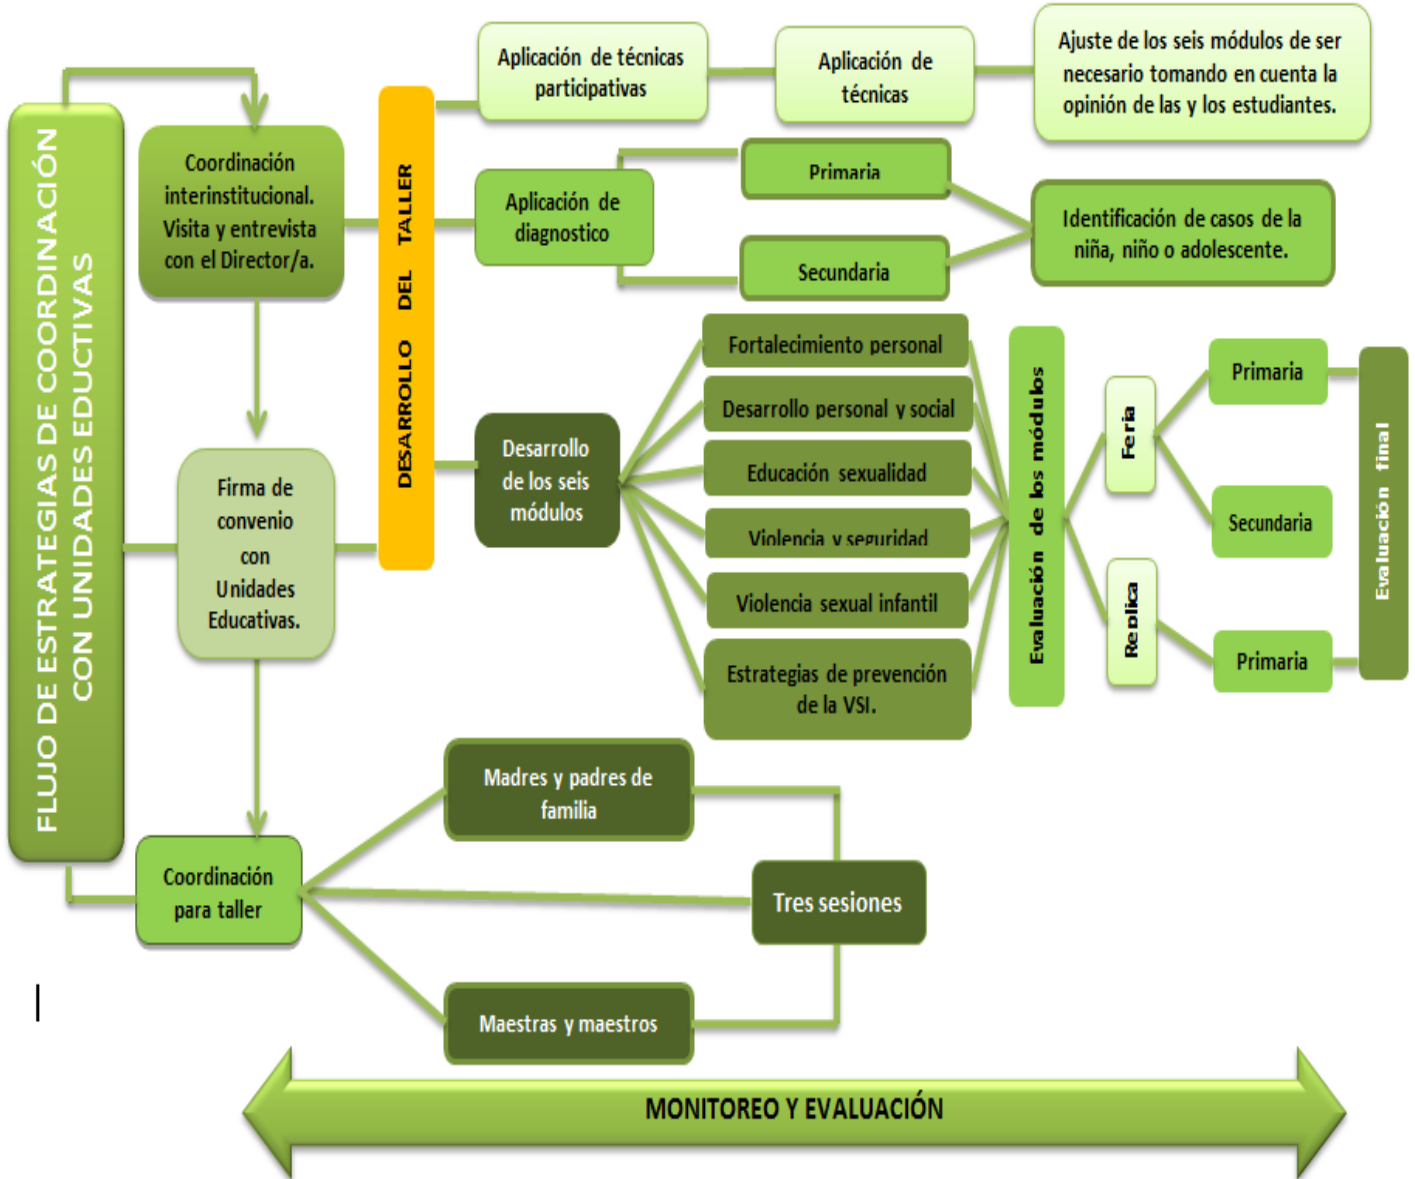 FLUJO DE ESTRATEGIAS DE COORDINACIÓN
CON UNIDADES EDUCTIVAS
Coordinación
interinstitucional.
Visita y entrevista
con el Director/a.
Firma de
convenio
con
Unidades
Educativas.
Coordinación
para taller
DESARROLLO DEL TALLER
Aplicación de técnicas
participativas
Aplicación de
técnicas
Ajuste de los seis módulos de ser
necesario tomando en cuenta la
opinión de las y los estudiantes.
Aplicación de
diagnostico
Primaria
Secundaria
Identificación de casos de la
niña, niño o adolescente.
Desarrollo
de los seis
módulos
Fortalecimiento personal
Desarrollo personal y social
Educación sexualidad
Violencia y seguridad
Violencia sexual infantil
Estrategias de prevención
de la VSI.
Evaluación de los módulos
Feria
Replica
Primaria
Secundaria
Primaria
Evaluación final
Madres y padres de
familia
Tres sesiones
Maestras y maestros
MONITOREO Y EVALUACIÓN